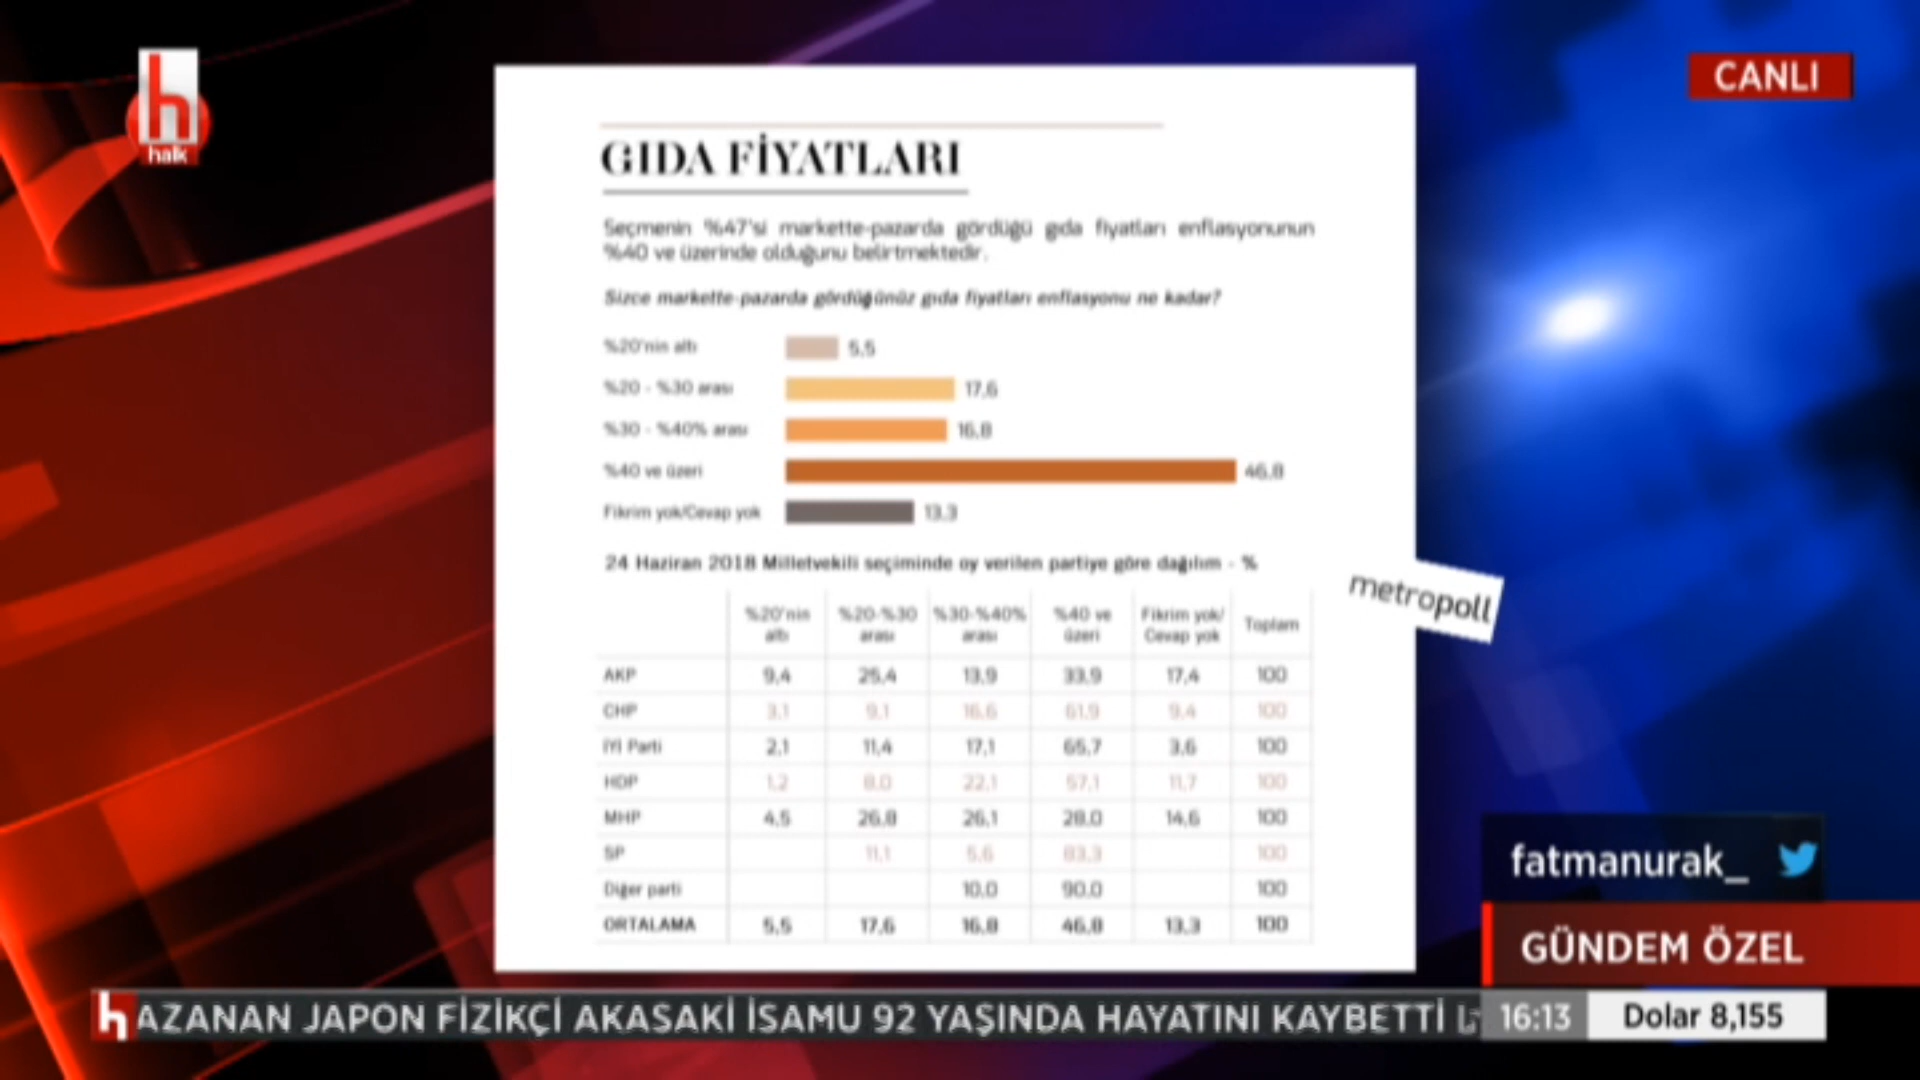 halk
CANLI
GIDA FİYATLARI
Seçmenin %47'si markette-pazarda gördüğü gıda fiyatları enflasyonunun
%40 ve üzerinde olduğunu belirtmektedir.
Sizce markette-pazarda gördüğünüz gıda fiyatları enflasyonu ne kadar?
%20'nin altı 5,5
%20 - %30 arası 17,6
%30 - %40% arası 16,8
%40 ve üzeri 46,8
Fikrim yok/Cevap yok 13,3
24 Haziran 2018 Milletvekili seçiminde oy verilen partiye göre dağılım - %
%20'nin altı %20-%30 arası %30-%40% arası %40 ve üzeri Fikrim yok/ Cevap yok Toplam
AKP 9,4 25,4 13,9 33,9 17,4 100
CHP 3,1 9,1 16,6 61,9 9,4 100
İYİ Parti 2,1 11,4 17,1 65,7 3,6 100
HDP 1,2 8,0 22,1 57,1 11,7 100
MHP 4,5 26,8 26,1 28,0 14,6 100
SP 11,1 5,6 83,3 100
Diğer parti 10,0 90,0 100
ORTALAMA 5,5 17,6 16,8 46,8 13,3 100
metropoll
fatmanurak_
GÜNDEM ÖZEL
AZANAN JAPON FİZİKÇİ AKASAKİ İSAMU 92 YAŞINDA HAYATINI KAYBETTİ
16:13 Dolar 8,155